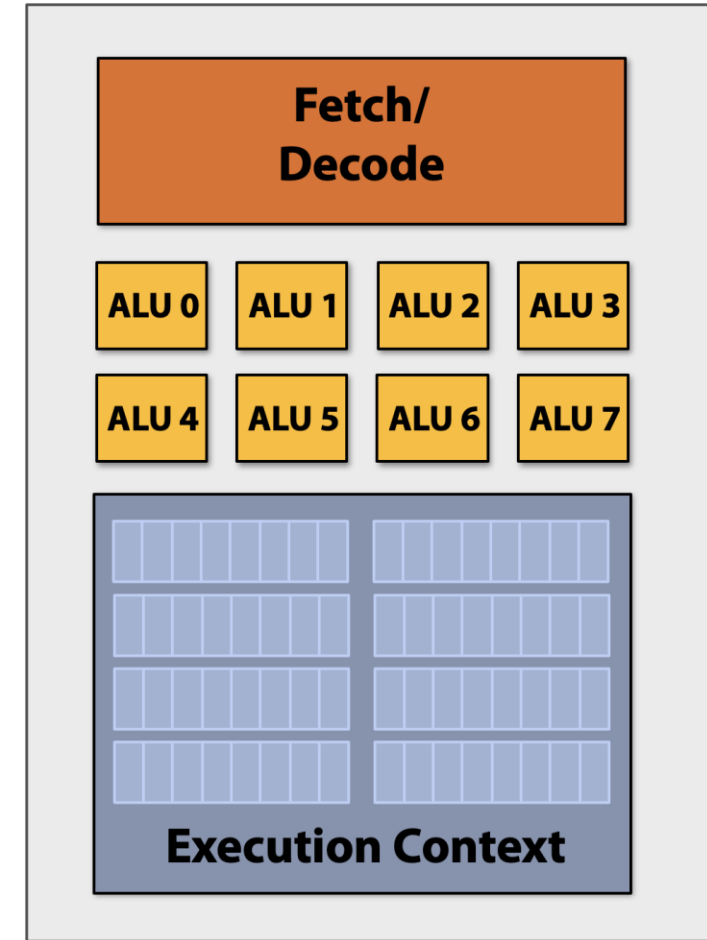 Fetch/
Decode
ALU 0 ALU 1 ALU 2 ALU 3
ALU 4 ALU 5 ALU 6 ALU 7
Execution Context